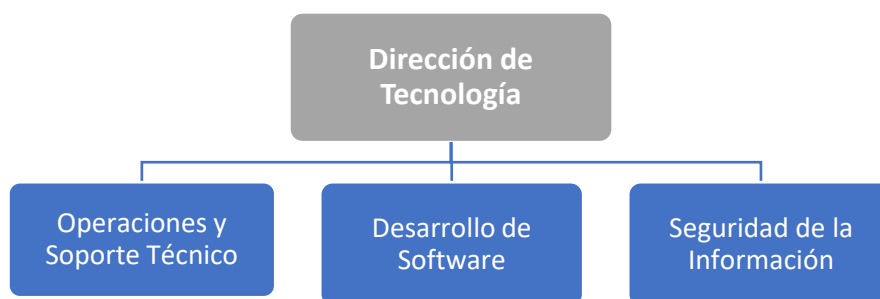 Dirección de
Tecnología
Operaciones y
Soporte Técnico
Desarrollo de
Software
Seguridad de la
Información